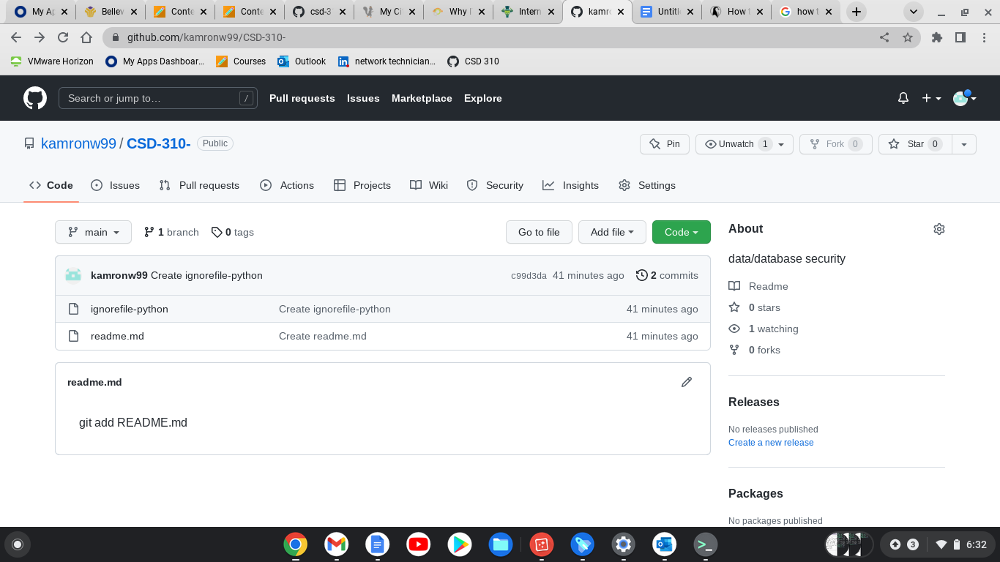 My Ap Bellev Conte Conte csd-3 My Ci Why I Intern kamro Untitl How t how t
github.com/kamronw99/CSD-310-
VMware Horizon My Apps Dashboar... Courses Outlook network technician... CSD 310
Search or jump to… / Pull requests Issues Marketplace Explore
kamronw99 / CSD-310- Public Pin Unwatch 1 Fork 0 Star 0
Code Issues Pull requests Actions Projects Wiki Security Insights Settings
main 1 branch 0 tags Go to file Add file Code
kamronw99 Create ignorefile-python c99d3da 41 minutes ago 2 commits
ignorefile-python Create ignorefile-python 41 minutes ago
readme.md Create readme.md 41 minutes ago
readme.md
git add README.md
About
data/database security
Readme
0 stars
1 watching
0 forks
Releases
No releases published
Create a new release
Packages
No packages published
3 6:32